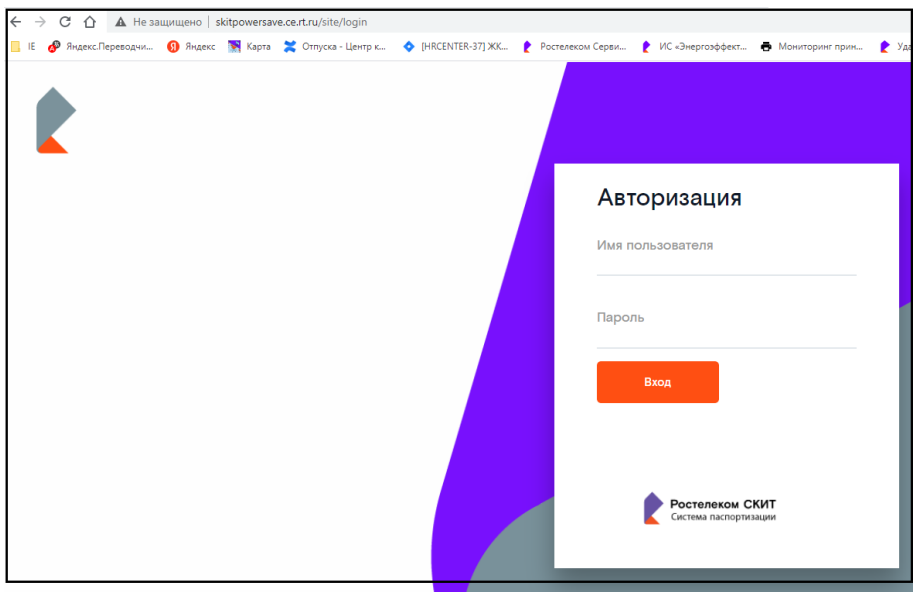 Не защищено | skitpowersave.ce.rt.ru/site/login
IE Яндекс.Переводчи... Яндекс Карта Отпуска - Центр к... [HRCENTER-37] ЖК... Ростелеком Серви... ИС «Энергоэффект... Мониторинг прин... Уда
Авторизация
Имя пользователя
Пароль
Вход
Ростелеком СКИТ
Система паспортизации